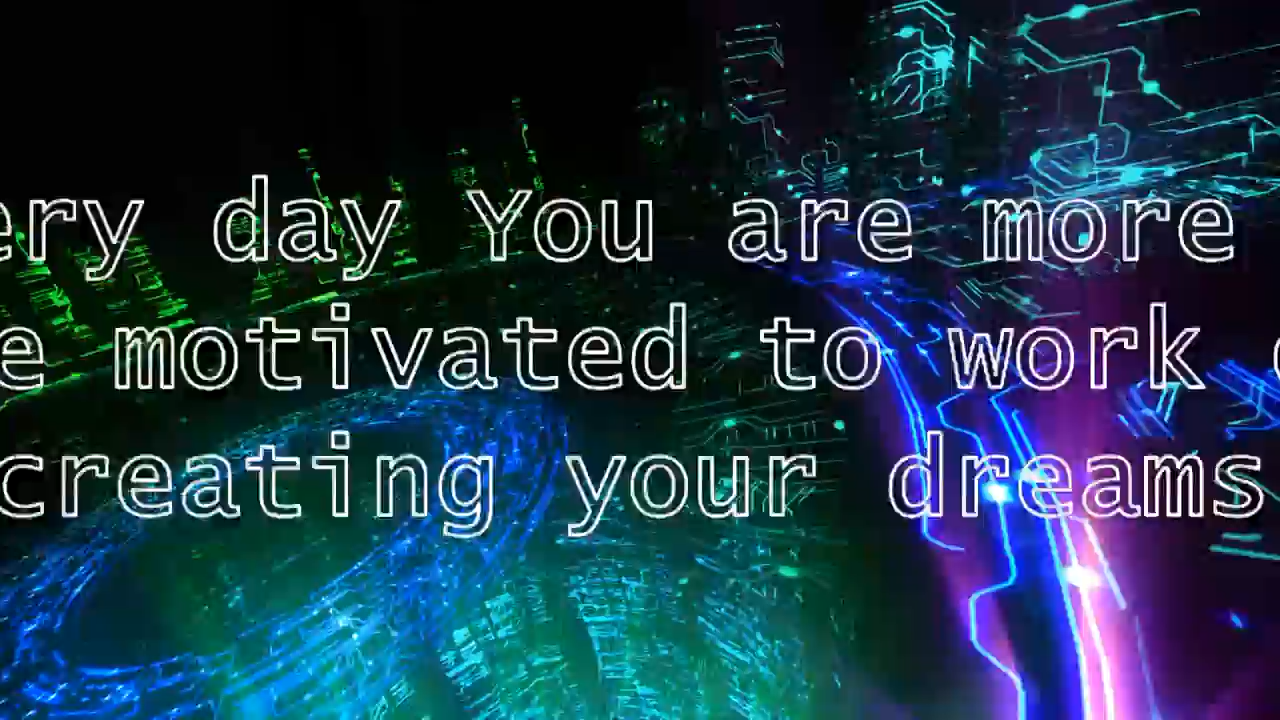 ery day You are more
e motivated to work
creating your dreams